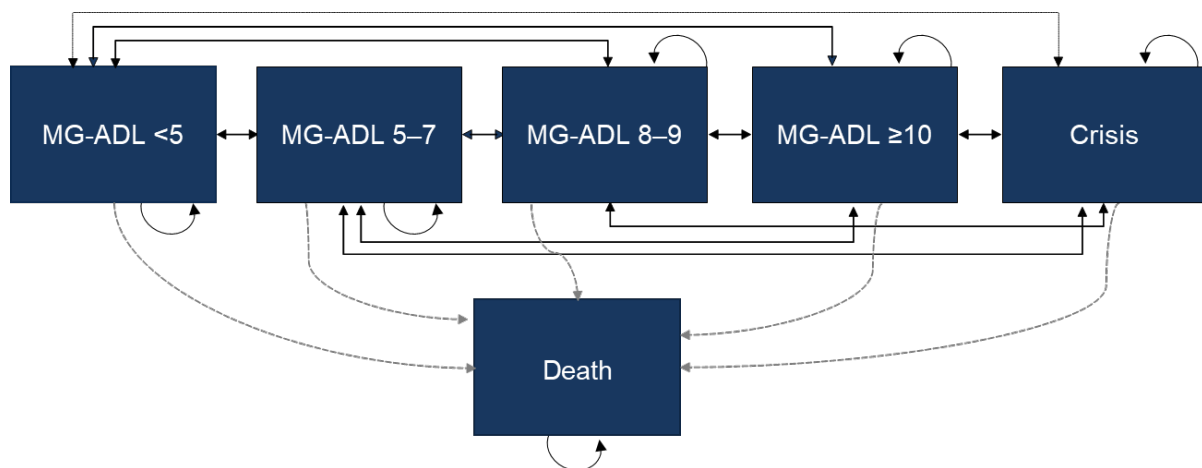 MG-ADL <5
MG-ADL 5–7
MG-ADL 8–9
MG-ADL ≥10
Crisis
Death